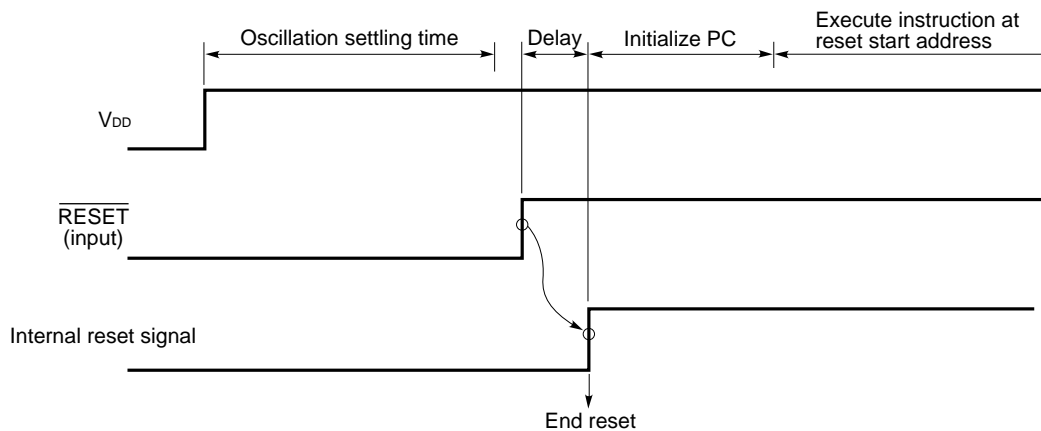 Oscillation settling time
Delay
Initialize PC
Execute instruction at
reset start address
VDD
RESET
(input)
Internal reset signal
End reset